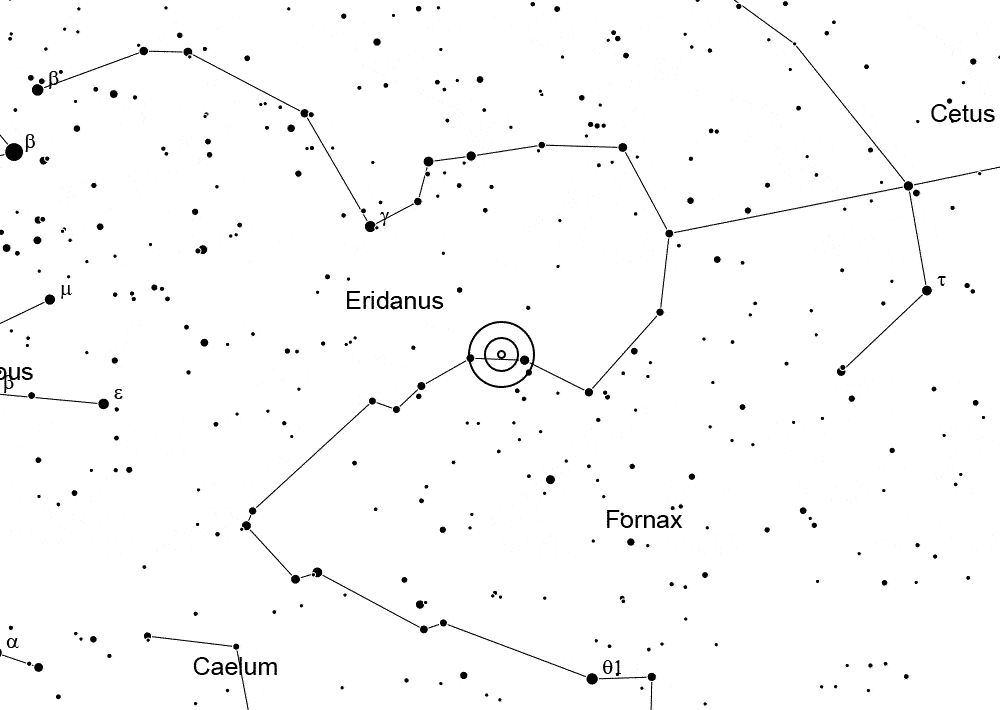 β
Cetus
β
γ
τ
μ
Eridanus
pus
β
ε
Fornax
α
Caelum
θ1